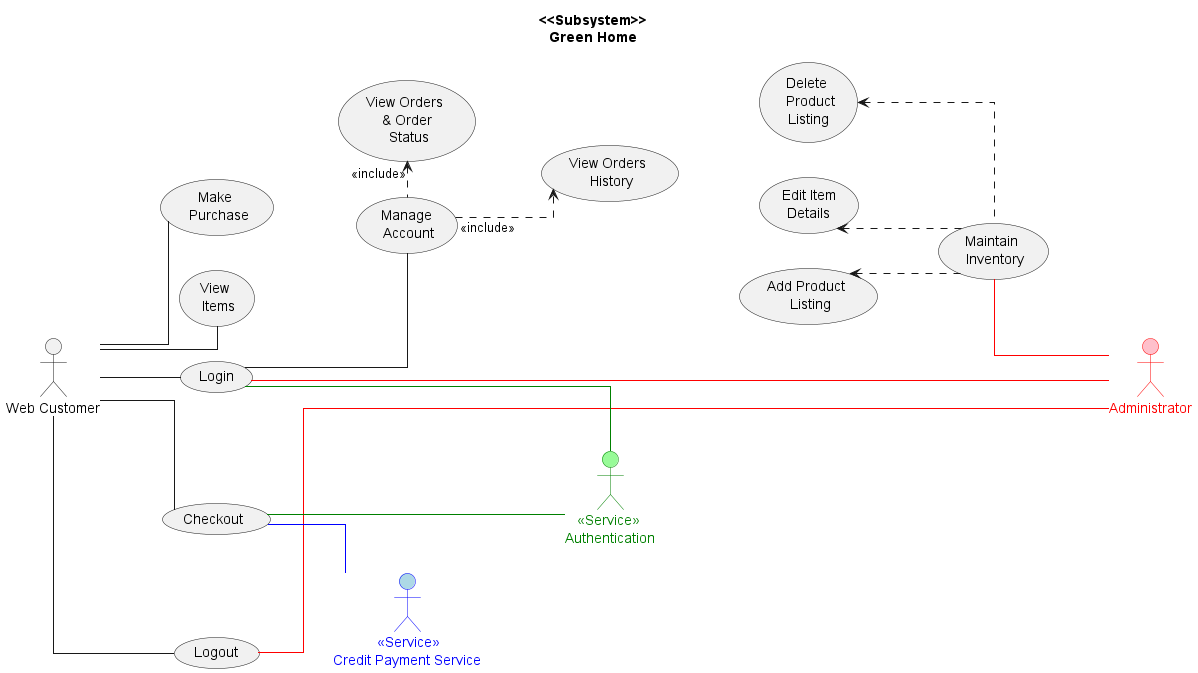 <<Subsystem>>
Green Home
View Orders
& Order
Status
«include»
Manage
Account
«include»
View Orders
History
Delete
Product
Listing
Edit Item
Details
Add Product
Listing
Maintain
Inventory
Make
Purchase
View
Items
Login
Web Customer
Administrator
Checkout
«Service»
Authentication
Logout
«Service»
Credit Payment Service